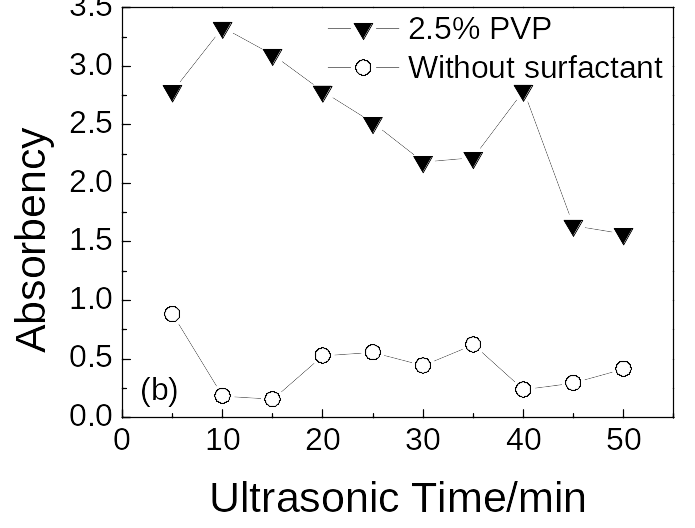 3.5
3.0
2.5
2.0
1.5
1.0
0.5
0.0
Absorbency
2.5% PVP
Without surfactant
(b)
0 10 20 30 40 50
Ultrasonic Time/min